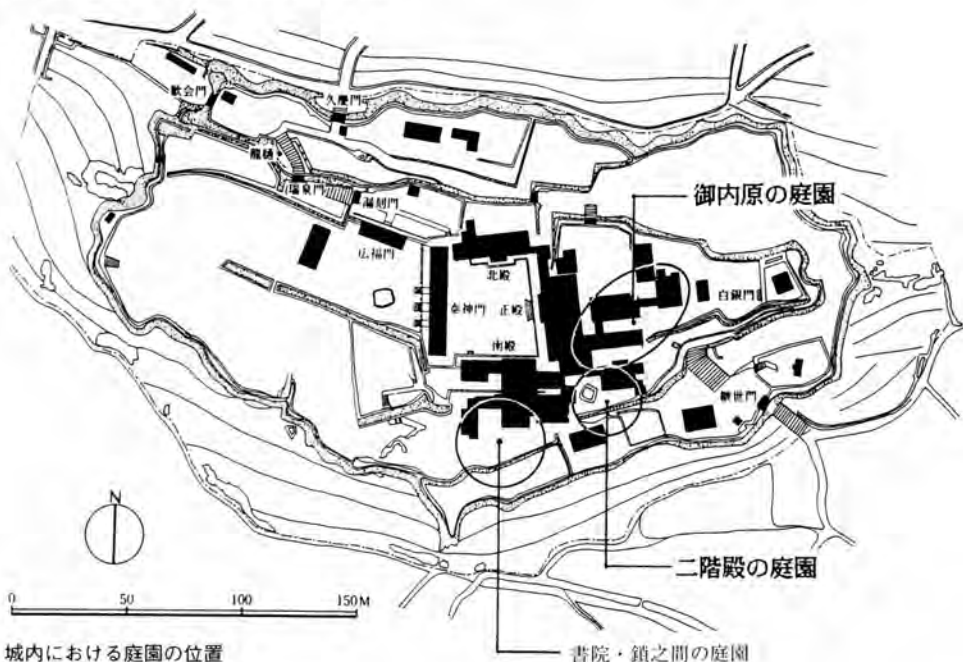 歓会門
久慶門
龍樋
瑞泉門
漏刻門
広福門
御内原の庭園
北殿
奉神門
正殿
南殿
白銀門
継世門
二階殿の庭園
N
0 50 100 150M
城内における庭園の位置
書院・鎖之間の庭園